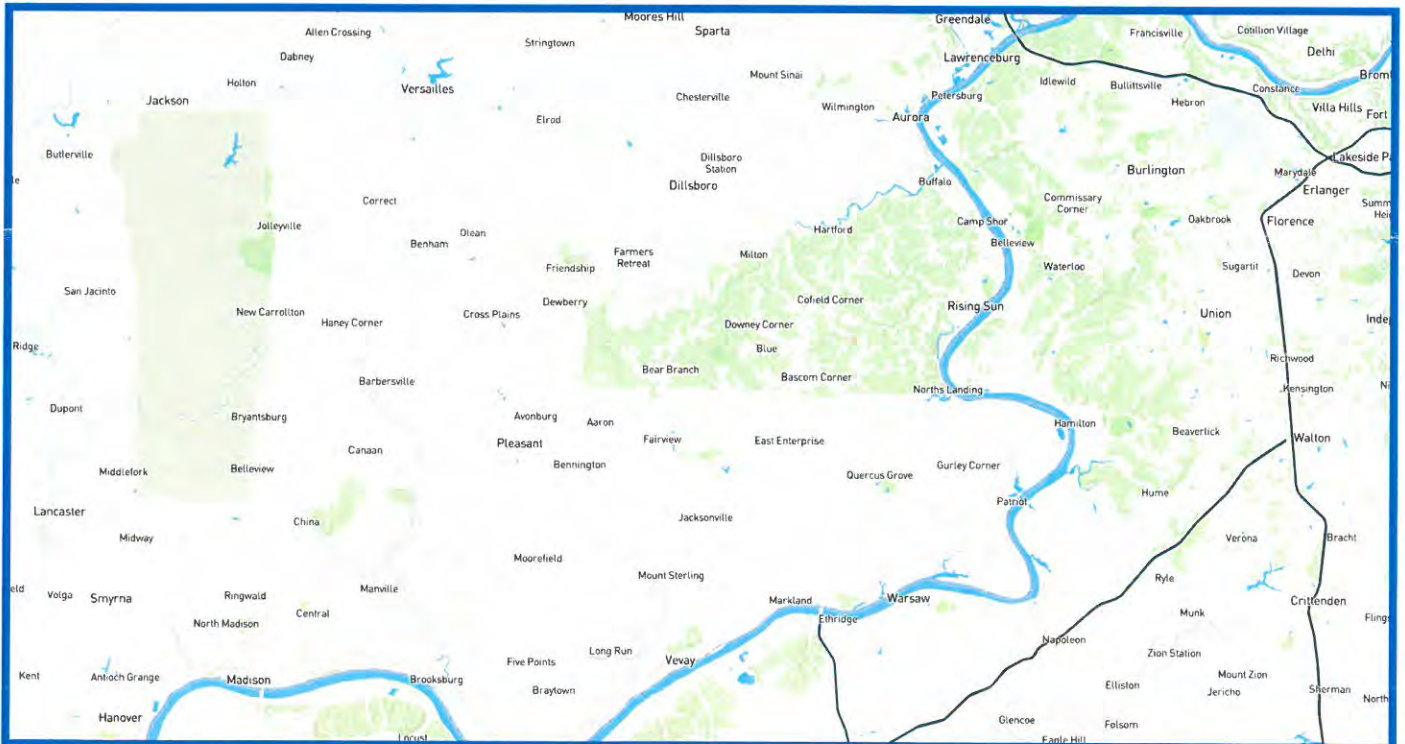 Moores Hill
Greendale
Allen Crossing
Sparta
Francisville
Cotillion Village
Stringtown
Delhi
Dabney
Lawrenceburg
Holton
Versailles
Mount Sinai
Idlewild
Bullittsville
Constance
Jackson
Chesterville
Wilmington
Petersburg
Hebron
Villa Hills
Fort
Elrod
Aurora
Butlerville
Dillsboro
Station
Lakeside Pa
Burlington
Marydale
Dillsboro
Buffalo
Erlanger
Correct
Commissary
Corner
Summ
Hei
Jolleyville
Olean
Hartford
Camp Shor
Oakbrook
Florence
Benham
Belleview
Farmers
Retreat
Milton
Friendship
Waterloo
Sugartit
Devon
San Jacinto
Dewberry
Cofield Corner
Rising Sun
New Carrollton
Haney Corner
Cross Plains
Downey Corner
Union
Indep
Ridge
Blue
Richwood
Bear Branch
Bascom Corner
Barbersville
Norths Landing
Kensington
Ni
Dupont
Bryantsburg
Avonburg
Aaron
Hamilton
Beaverlick
Pleasant
Fairview
East Enterprise
Walton
Canaan
Middlefork
Belleview
Bennington
Quercus Grove
Gurley Corner
Hume
Patriot
Lancaster
China
Jacksonville
Midway
Verona
Bracht
Moorefield
Mount Sterling
Ryle
eld
Volga
Smyrna
Ringwald
Manville
Markland
Warsaw
Crittenden
Central
Munk
Fling
North Madison
Ethridge
Napoleon
Long Run
Zion Station
Five Points
Vevay
Kent
Antioch Grange
Madison
Brooksburg
Mount Zion
Braytown
Elliston
Jericho
Sherman
North
Hanover
Glencoe
Folsom
Locust
Eagle Hill